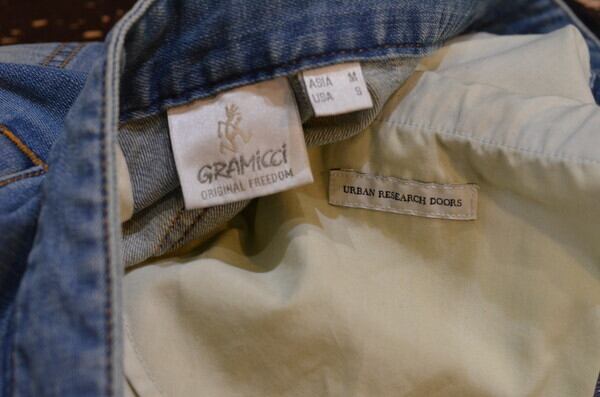 GRAMiCCi
ORIGINAL FREEDOM
ASIA M
USA S
URBAN RESEARCH DOORS